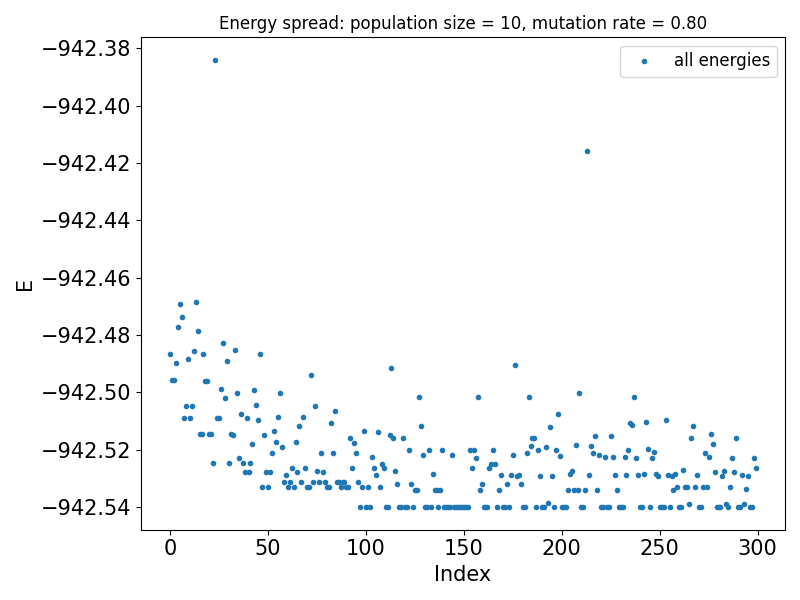 Energy spread: population size = 10, mutation rate = 0.80
all energies
−942.38
−942.40
−942.42
−942.44
−942.46
−942.48
−942.50
−942.52
−942.54
E
0 50 100 150 200 250 300
Index